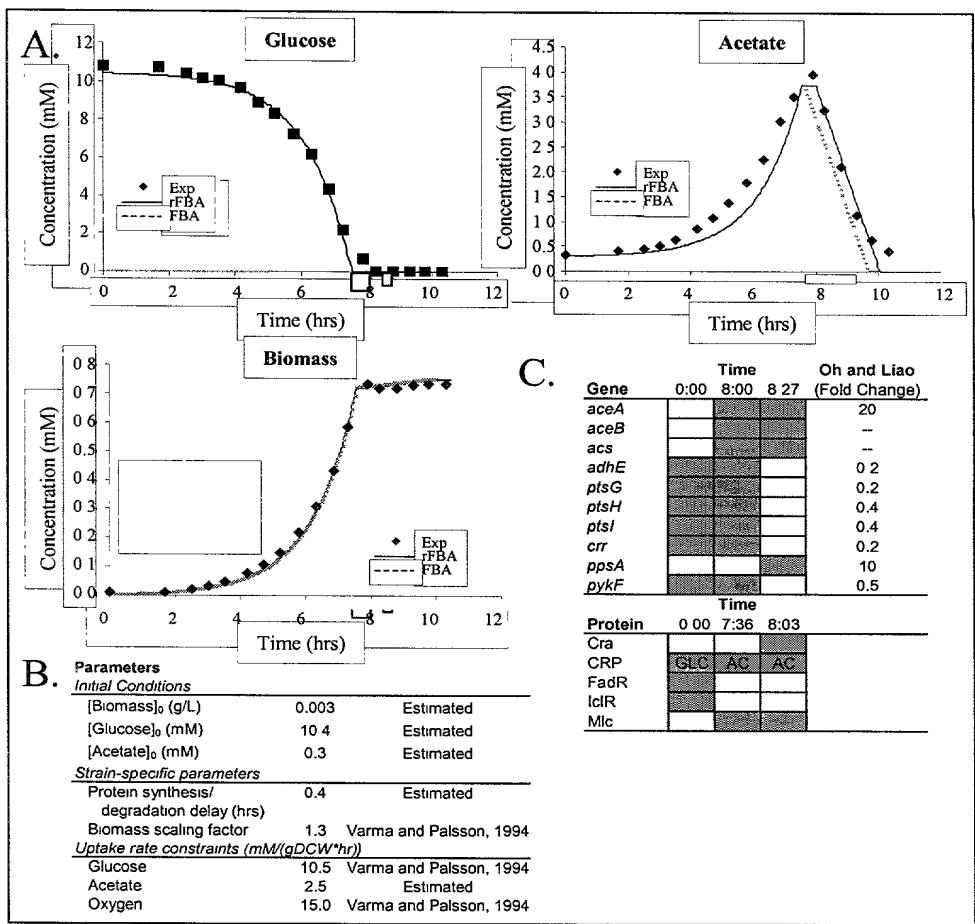 A.
Glucose
12
10
8
6
4
2
0
Concentration (mM)
Exp
rFBA
FBA
0 2 4 6 8 10 12
Time (hrs)
Acetate
4.5
4 0
3 5
3 0
2 5
2 0
1 5
1 0
0.5
0 0
Concentration (mM)
Exp
rFBA
FBA
0 2 4 6 8 10 12
Time (hrs)
Biomass
0 8
0 7
0 6
0 5
0 4
0 3
0 2
0 1
0 0
Concentration (mM)
Exp
rFBA
FBA
0 2 4 6 8 10 12
Time (hrs)
B.
Parameters
Initial Conditions
[Biomass]₀ (g/L) 0.003 Estimated
[Glucose]₀ (mM) 10 4 Estimated
[Acetate]₀ (mM) 0.3 Estimated
Strain-specific parameters
Protein synthesis/ 0.4 Estimated
degradation delay (hrs)
Biomass scaling factor 1.3 Varma and Palsson, 1994
Uptake rate constraints (mM/(gDCW*hr))
Glucose 10.5 Varma and Palsson, 1994
Acetate 2.5 Estimated
Oxygen 15.0 Varma and Palsson, 1994
C.
Time Oh and Liao
Gene 0:00 8:00 8 27 (Fold Change)
aceA 20
aceB --
acs --
adhE 0 2
ptsG 0.2
ptsH 0.4
ptsI 0.4
crr 0.2
ppsA 10
pykF 0.5
Time
Protein 0 00 7:36 8:03
Cra
CRP GLC AC AC
FadR
IclR
Mlc